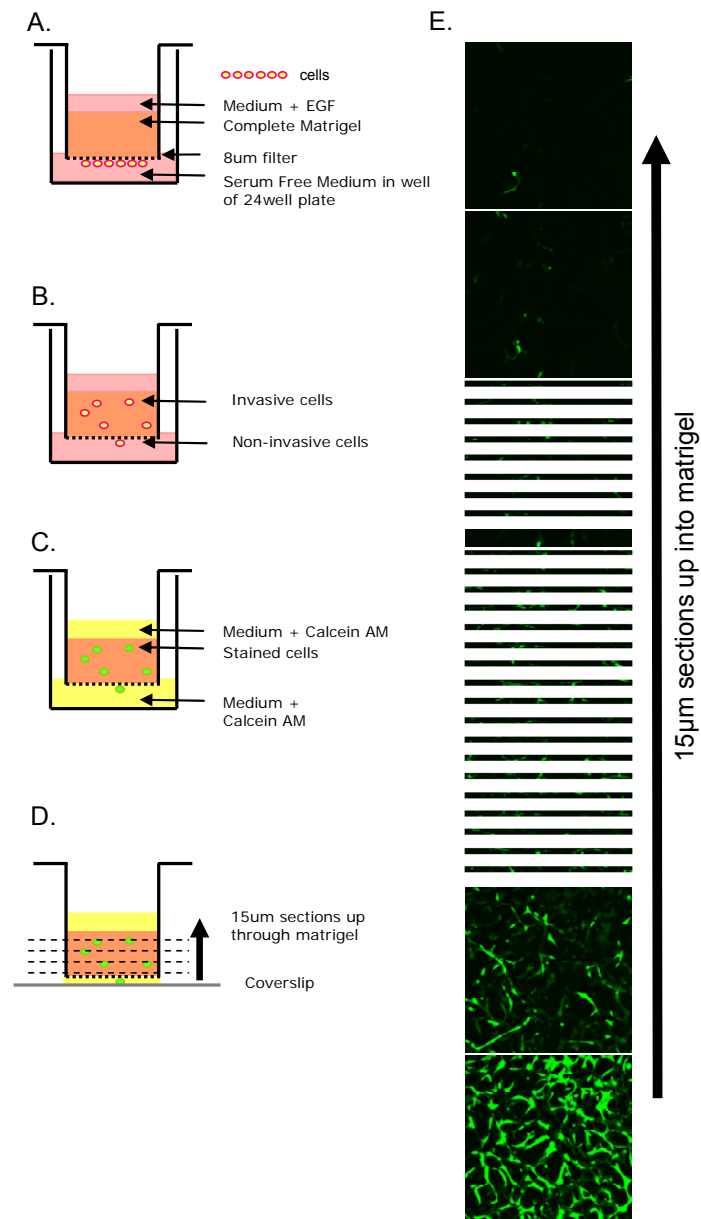 A.
cells
Medium + EGF
Complete Matrigel
8um filter
Serum Free Medium in well
of 24well plate
B.
Invasive cells
Non-invasive cells
C.
Medium + Calcein AM
Stained cells
Medium +
Calcein AM
D.
15um sections up
through matrigel
Coverslip
E.
15µm sections up into matrigel